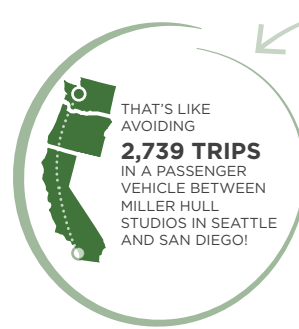 THAT'S LIKE
AVOIDING
2,739 TRIPS
IN A PASSENGER
VEHICLE BETWEEN
MILLER HULL
STUDIOS IN SEATTLE
AND SAN DIEGO!